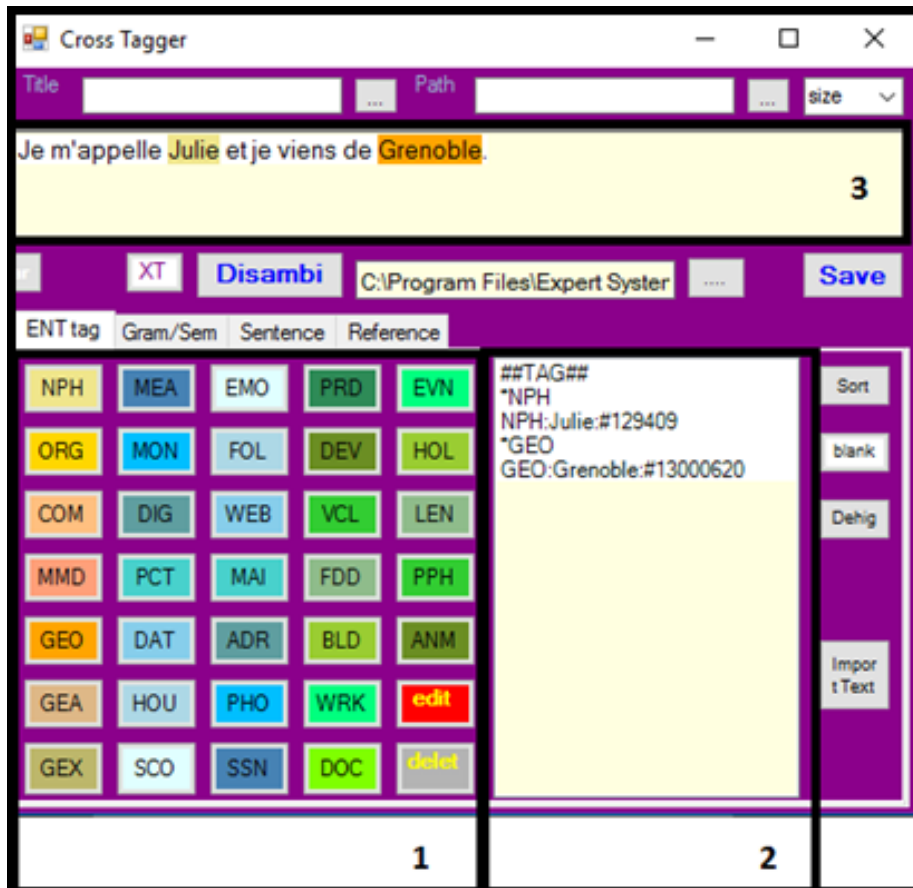 Cross Tagger
Title ... Path ... size
Je m'appelle Julie et je viens de Grenoble.
3
XT Disambi C:\Program Files\Expert Syster .... Save
ENT tag Gram/Sem Sentence Reference
NPH MEA EMO PRD EVN
ORG MON FOL DEV HOL
COM DIG WEB VCL LEN
MMD PCT MAI FDD PPH
GEO DAT ADR BLD ANM
GEA HOU PHO WRK edit
GEX SCO SSN DOC delet
##TAG##
*NPH
NPH:Julie:#129409
*GEO
GEO:Grenoble:#13000620
Sort
blank
Dehig
Impor
t Text
1
2